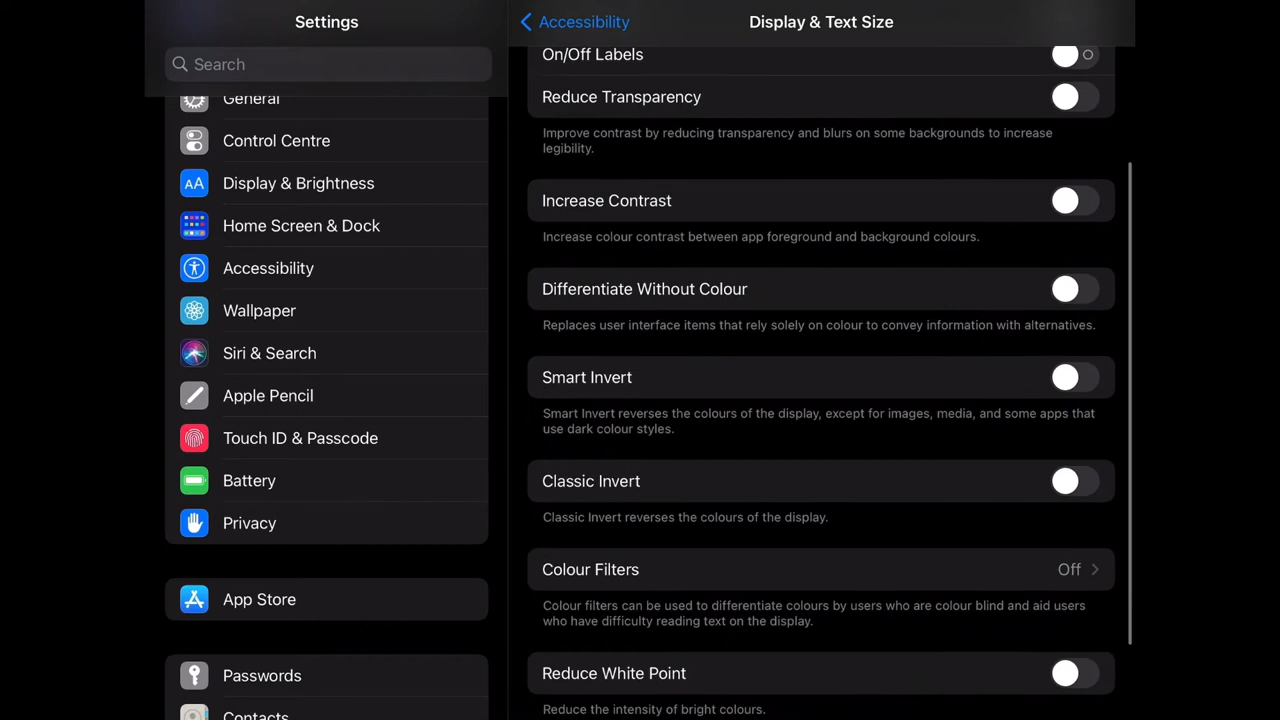 Settings
Search
General
Control Centre
Display & Brightness
Home Screen & Dock
Accessibility
Wallpaper
Siri & Search
Apple Pencil
Touch ID & Passcode
Battery
Privacy
App Store
Passwords
Contacts
Accessibility
Display & Text Size
On/Off Labels
Reduce Transparency
Improve contrast by reducing transparency and blurs on some backgrounds to increase
legibility.
Increase Contrast
Increase colour contrast between app foreground and background colours.
Differentiate Without Colour
Replaces user interface items that rely solely on colour to convey information with alternatives.
Smart Invert
Smart Invert reverses the colours of the display, except for images, media, and some apps that
use dark colour styles.
Classic Invert
Classic Invert reverses the colours of the display.
Colour Filters Off
Colour filters can be used to differentiate colours by users who are colour blind and aid users
who have difficulty reading text on the display.
Reduce White Point
Reduce the intensity of bright colours.